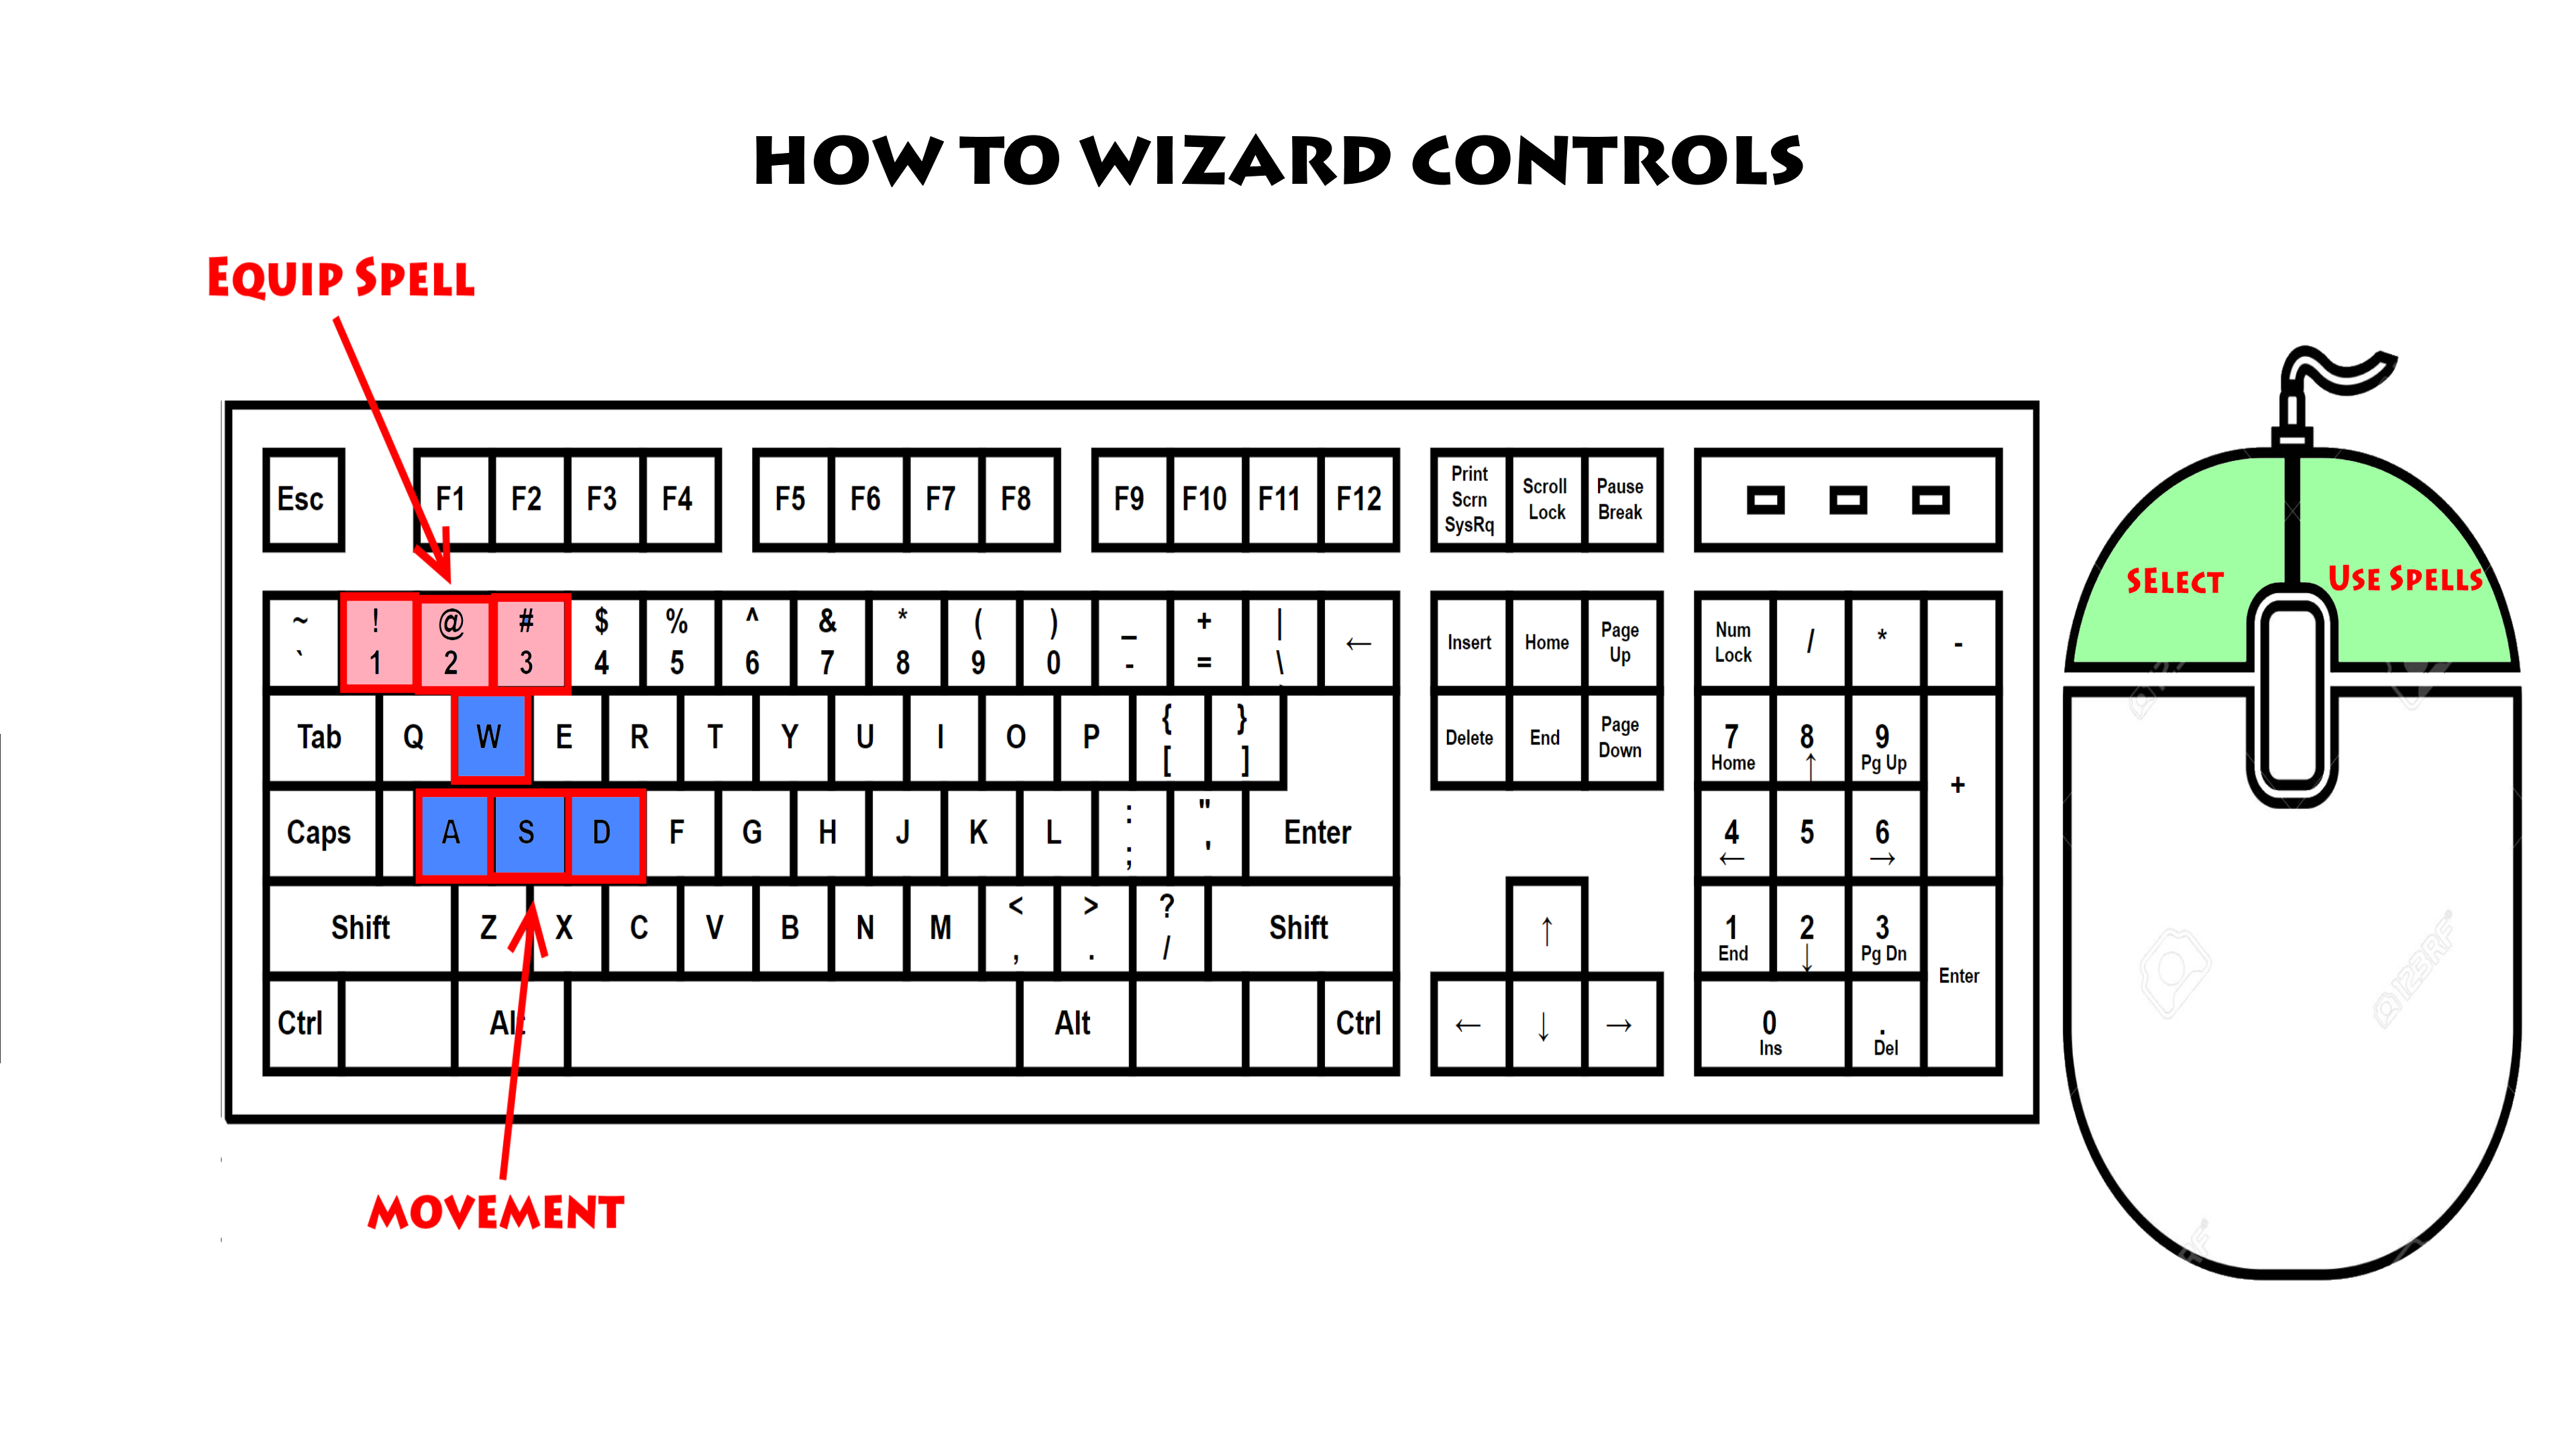 HOW TO WIZARD CONTROLS
EQUIP SPELL
Esc F1 F2 F3 F4 F5 F6 F7 F8 F9 F10 F11 F12 Print Scrn SysRq Scroll Lock Pause Break
~ ` ! 1 @ 2 # 3 $ 4 % 5 ^ 6 & 7 * 8 ( 9 ) 0 _ - + = | \ ← Insert Home Page Up Num Lock / * -
SELECT USE SPELLS
Tab Q W E R T Y U I O P { [ } ] Delete End Page Down 7 Home 8 ↑ 9 Pg Up +
Caps A S D F G H J K L : ; " ' Enter 4 ← 5 6 →
Shift Z X C V B N M < , > . ? / Shift ↑ 1 End 2 ↓ 3 Pg Dn Enter
Ctrl Alt Alt Ctrl ← ↓ → 0 Ins . Del
123RF
MOVEMENT